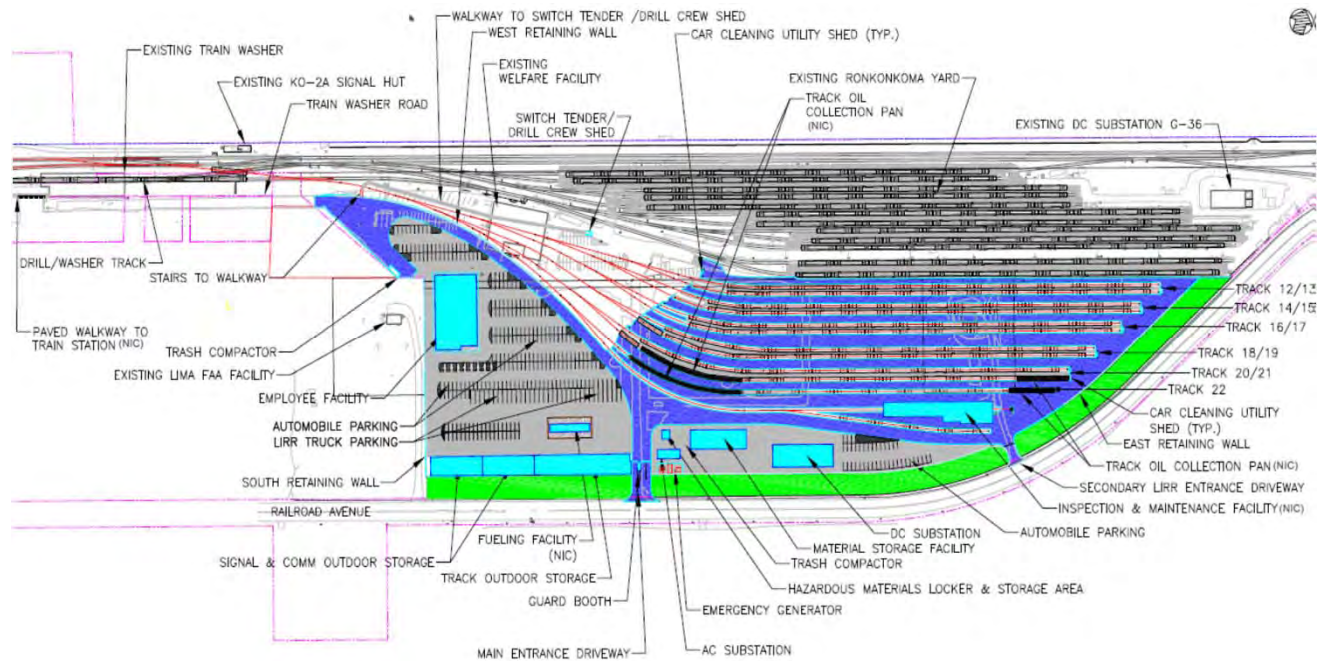 WALKWAY TO SWITCH TENDER /DRILL CREW SHED
WEST RETAINING WALL
CAR CLEANING UTILITY SHED (TYP.)
EXISTING TRAIN WASHER
EXISTING
WELFARE FACILITY
EXISTING RONKONKOMA YARD
EXISTING KO-2A SIGNAL HUT
TRACK OIL
COLLECTION PAN
(NIC)
TRAIN WASHER ROAD
SWITCH TENDER/
DRILL CREW SHED
EXISTING DC SUBSTATION G-36
DRILL/WASHER TRACK
STAIRS TO WALKWAY
TRACK 12/13
TRACK 14/15
TRACK 16/17
PAVED WALKWAY TO
TRAIN STATION (NIC)
TRASH COMPACTOR
TRACK 18/19
EXISTING LIMA FAA FACILITY
TRACK 20/21
TRACK 22
EMPLOYEE FACILITY
CAR CLEANING UTILITY
SHED (TYP.)
AUTOMOBILE PARKING
LIRR TRUCK PARKING
EAST RETAINING WALL
TRACK OIL COLLECTION PAN(NIC)
SOUTH RETAINING WALL
SECONDARY LIRR ENTRANCE DRIVEWAY
RAILROAD AVENUE
INSPECTION & MAINTENANCE FACILITY(NIC)
AUTOMOBILE PARKING
DC SUBSTATION
FUELING FACILITY
(NIC)
MATERIAL STORAGE FACILITY
SIGNAL & COMM OUTDOOR STORAGE
TRASH COMPACTOR
TRACK OUTDOOR STORAGE
HAZARDOUS MATERIALS LOCKER & STORAGE AREA
GUARD BOOTH
EMERGENCY GENERATOR
MAIN ENTRANCE DRIVEWAY
AC SUBSTATION